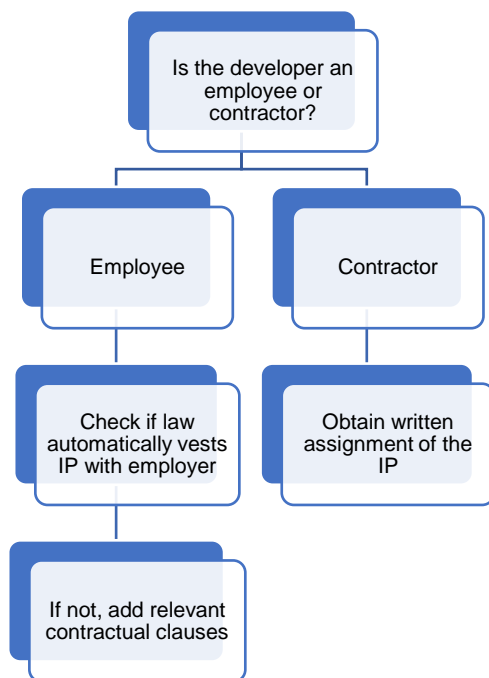 Is the developer an
employee or
contractor?
Employee
Contractor
Check if law
automatically vests
IP with employer
Obtain written
assignment of the
IP
If not, add relevant
contractual clauses